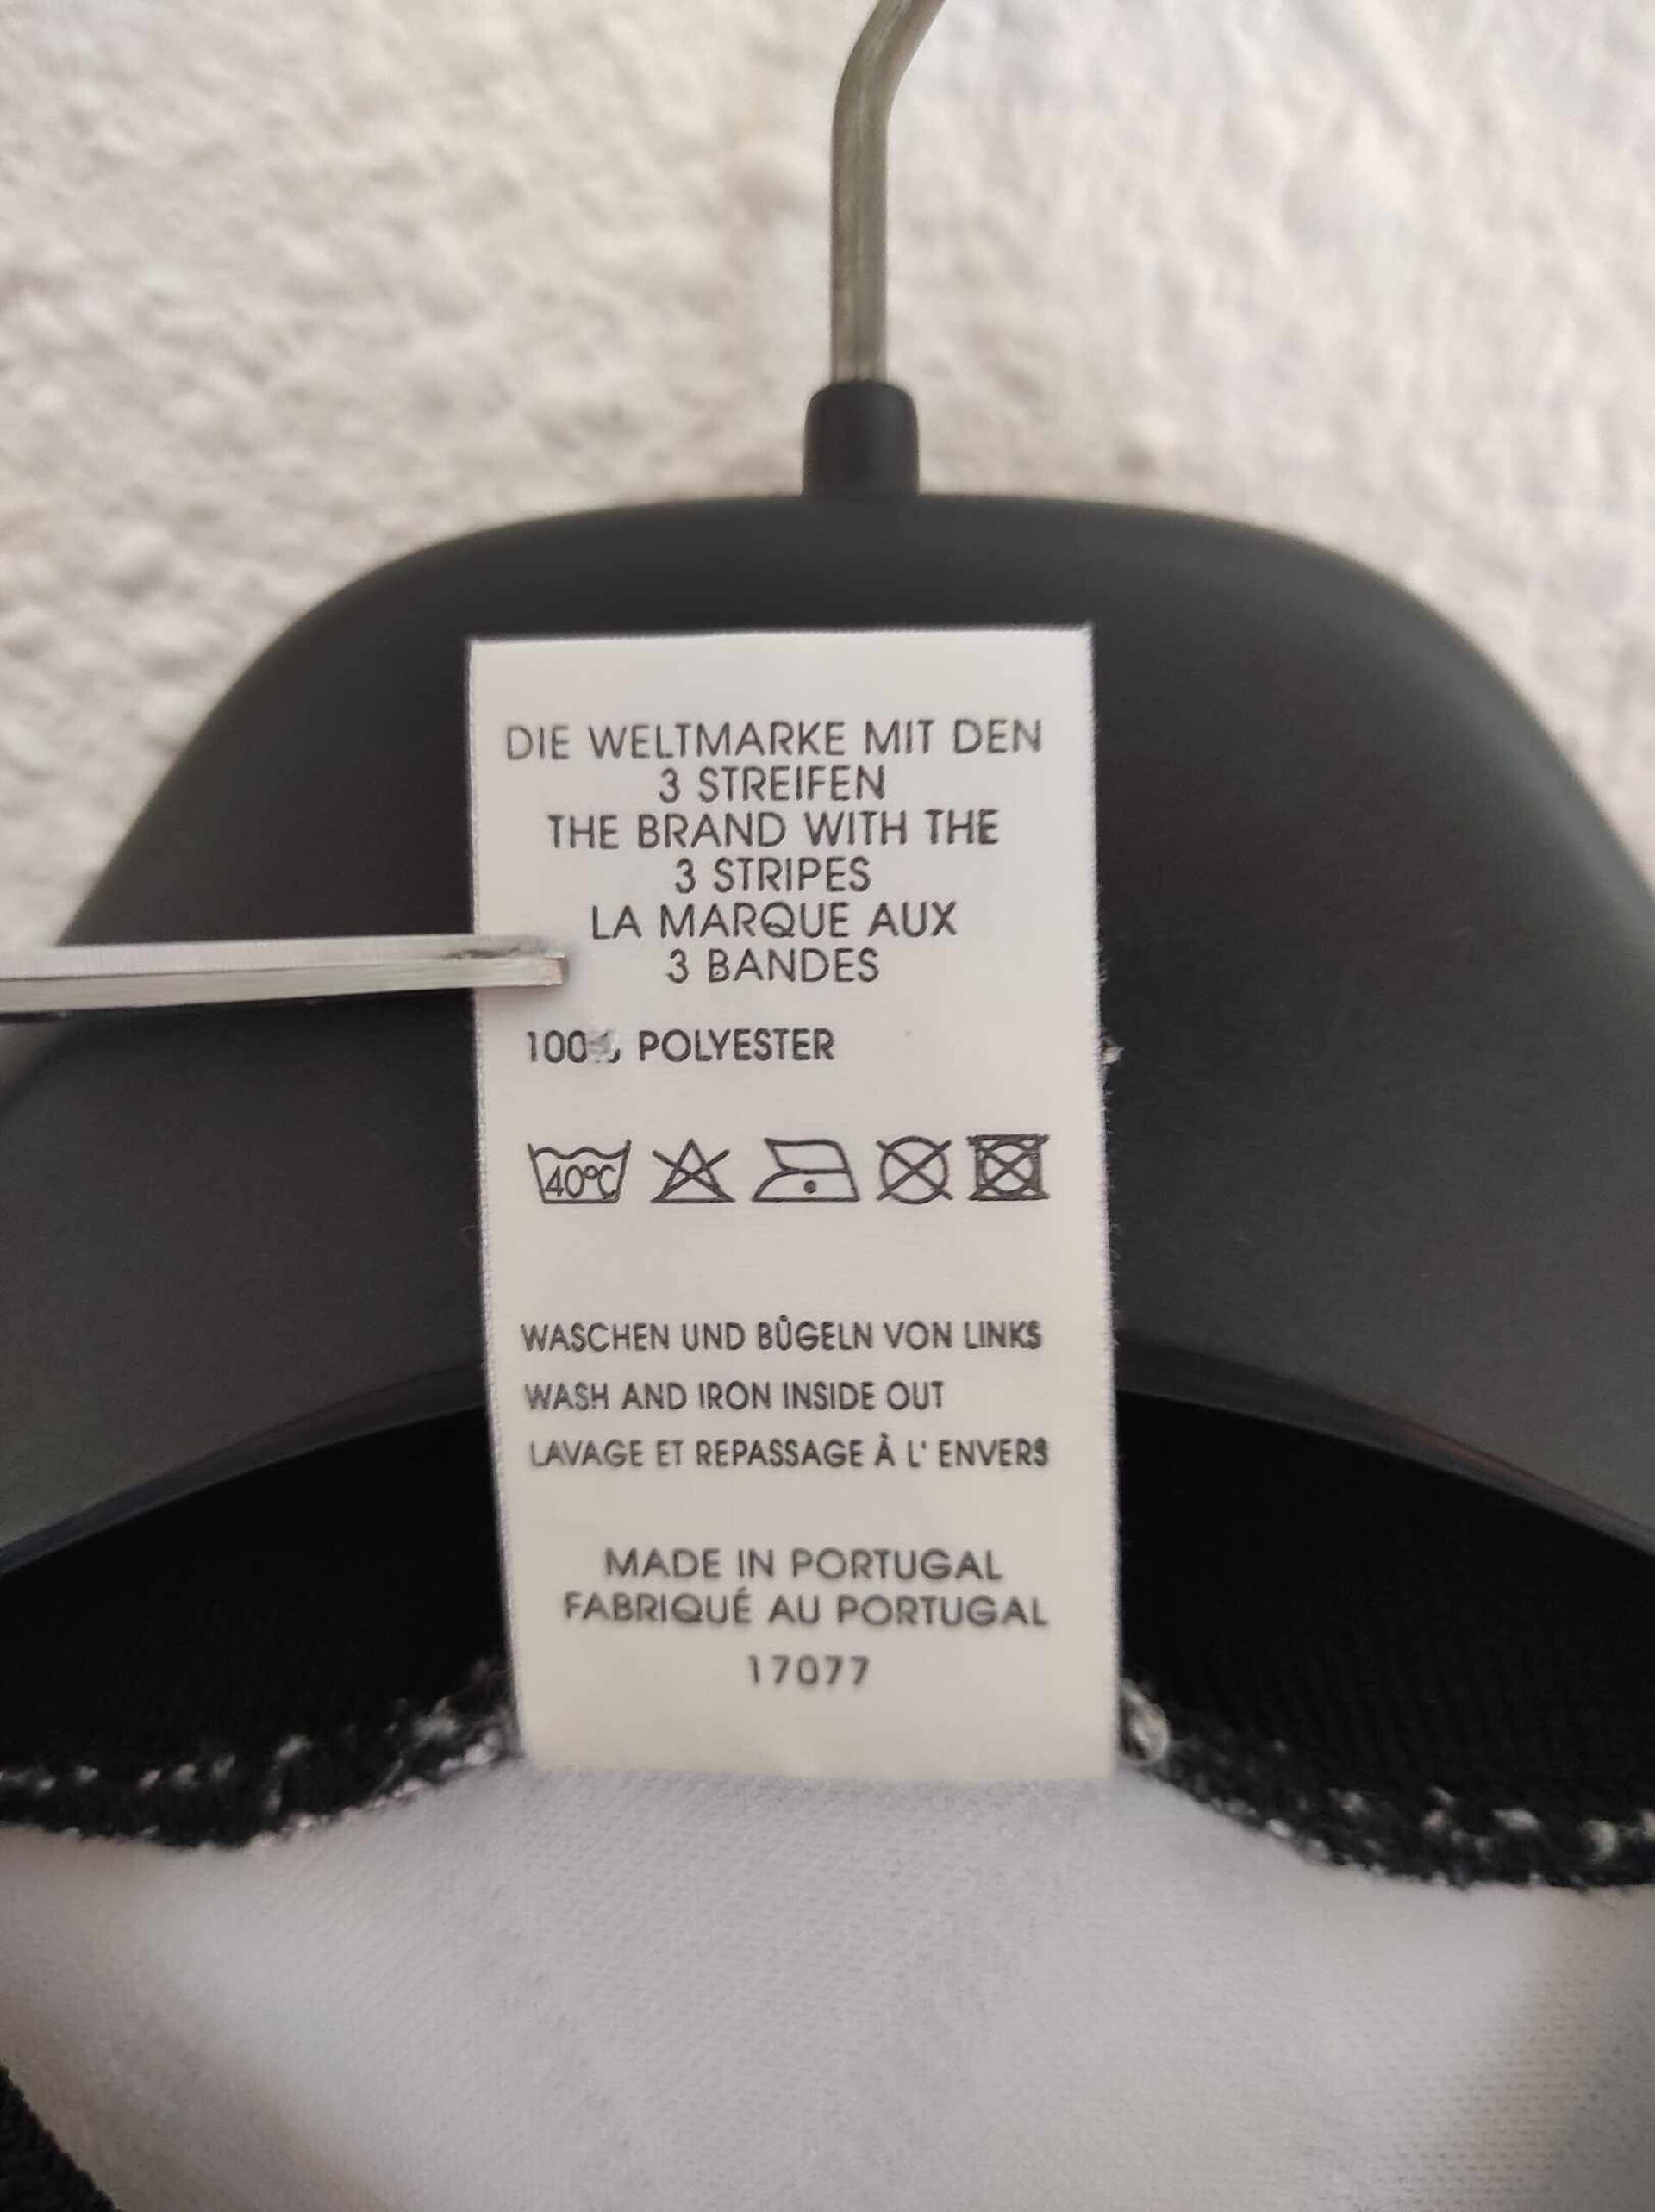 DIE WELTMARKE MIT DEN
3 STREIFEN
THE BRAND WITH THE
3 STRIPES
LA MARQUE AUX
3 BANDES
100% POLYESTER
40°C
WASCHEN UND BÜGELN VON LINKS
WASH AND IRON INSIDE OUT
LAVAGE ET REPASSAGE À L' ENVERS
MADE IN PORTUGAL
FABRIQUÉ AU PORTUGAL
17077